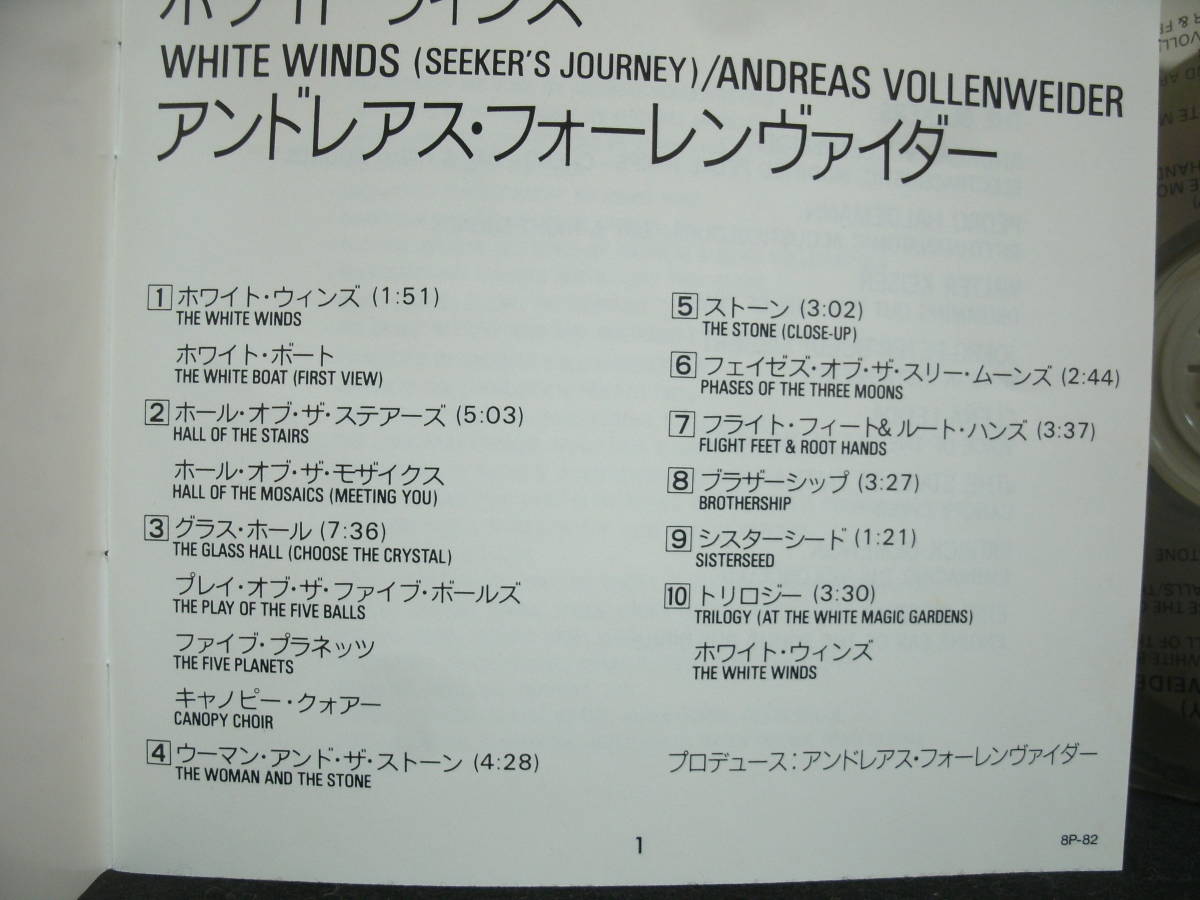 ホワイト・ウィンズ
WHITE WINDS (SEEKER'S JOURNEY)/ANDREAS VOLLENWEIDER
アンドレアス・フォーレンヴァイダー
1 ホワイト・ウィンズ (1:51)
THE WHITE WINDS
ホワイト・ボート
THE WHITE BOAT (FIRST VIEW)
2 ホール・オブ・ザ・ステアーズ (5:03)
HALL OF THE STAIRS
ホール・オブ・ザ・モザイクス
HALL OF THE MOSAICS (MEETING YOU)
3 グラス・ホール (7:36)
THE GLASS HALL (CHOOSE THE CRYSTAL)
プレイ・オブ・ザ・ファイブ・ボールズ
THE PLAY OF THE FIVE BALLS
ファイブ・プラネッツ
THE FIVE PLANETS
キャノピー・クォアー
CANOPY CHOIR
4 ウーマン・アンド・ザ・ストーン (4:28)
THE WOMAN AND THE STONE
5 ストーン (3:02)
THE STONE (CLOSE-UP)
6 フェイゼズ・オブ・ザ・スリー・ムーンズ (2:44)
PHASES OF THE THREE MOONS
7 フライト・フィート&ルート・ハンズ (3:37)
FLIGHT FEET & ROOT HANDS
8 ブラザーシップ (3:27)
BROTHERSHIP
9 シスターシード (1:21)
SISTERSEED
10 トリロジー (3:30)
TRILOGY (AT THE WHITE MAGIC GARDENS)
ホワイト・ウィンズ
THE WHITE WINDS
プロデュース:アンドレアス・フォーレンヴァイダー
1
8P-82